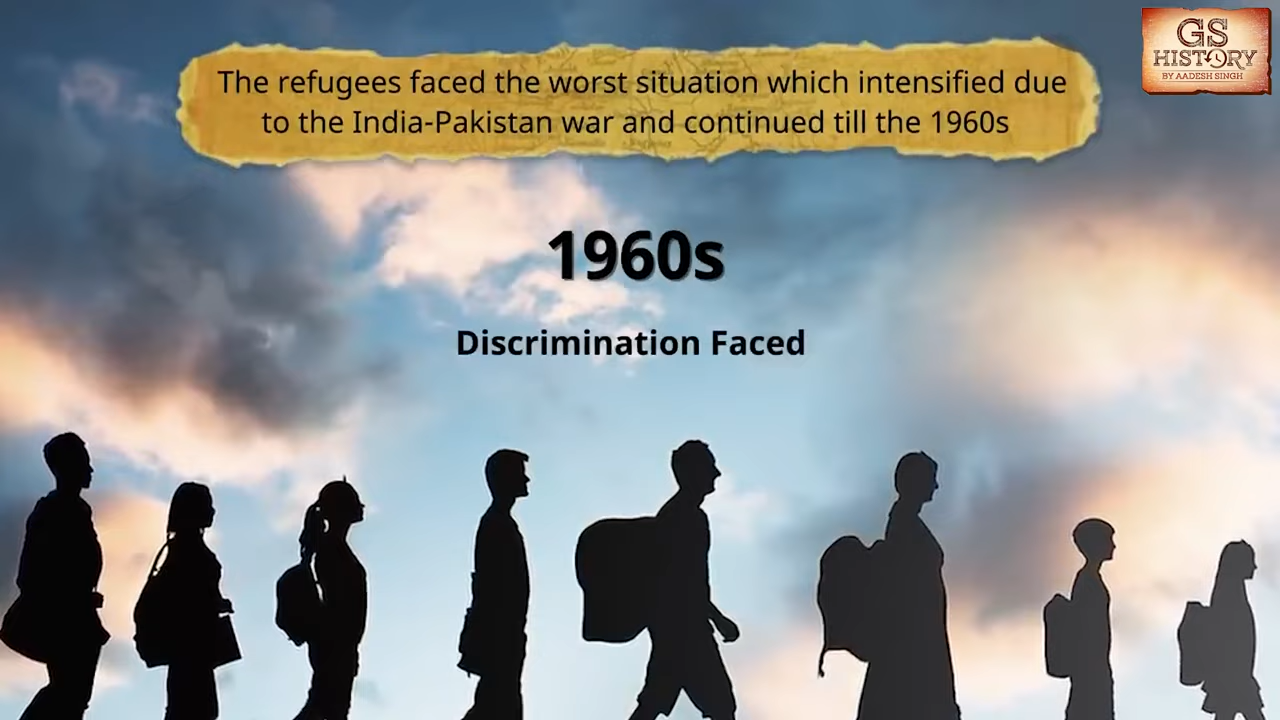 GS
HISTORY
BY AADESH SINGH
The refugees faced the worst situation which intensified due
to the India-Pakistan war and continued till the 1960s
1960s
Discrimination Faced